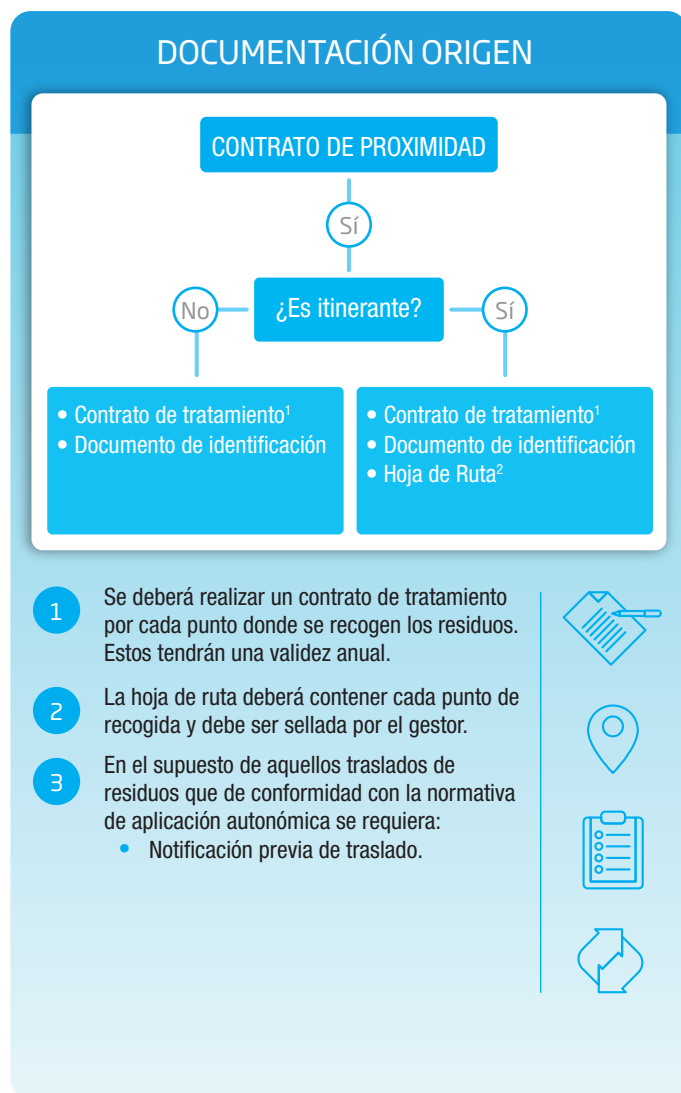 DOCUMENTACIÓN ORIGEN
CONTRATO DE PROXIMIDAD
Sí
No
¿Es itinerante?
Sí
• Contrato de tratamiento¹
• Documento de identificación
• Contrato de tratamiento¹
• Documento de identificación
• Hoja de Ruta²
1
Se deberá realizar un contrato de tratamiento
por cada punto donde se recogen los residuos.
Estos tendrán una validez anual.
2
La hoja de ruta deberá contener cada punto de
recogida y debe ser sellada por el gestor.
3
En el supuesto de aquellos traslados de
residuos que de conformidad con la normativa
de aplicación autonómica se requiera:
• Notificación previa de traslado.